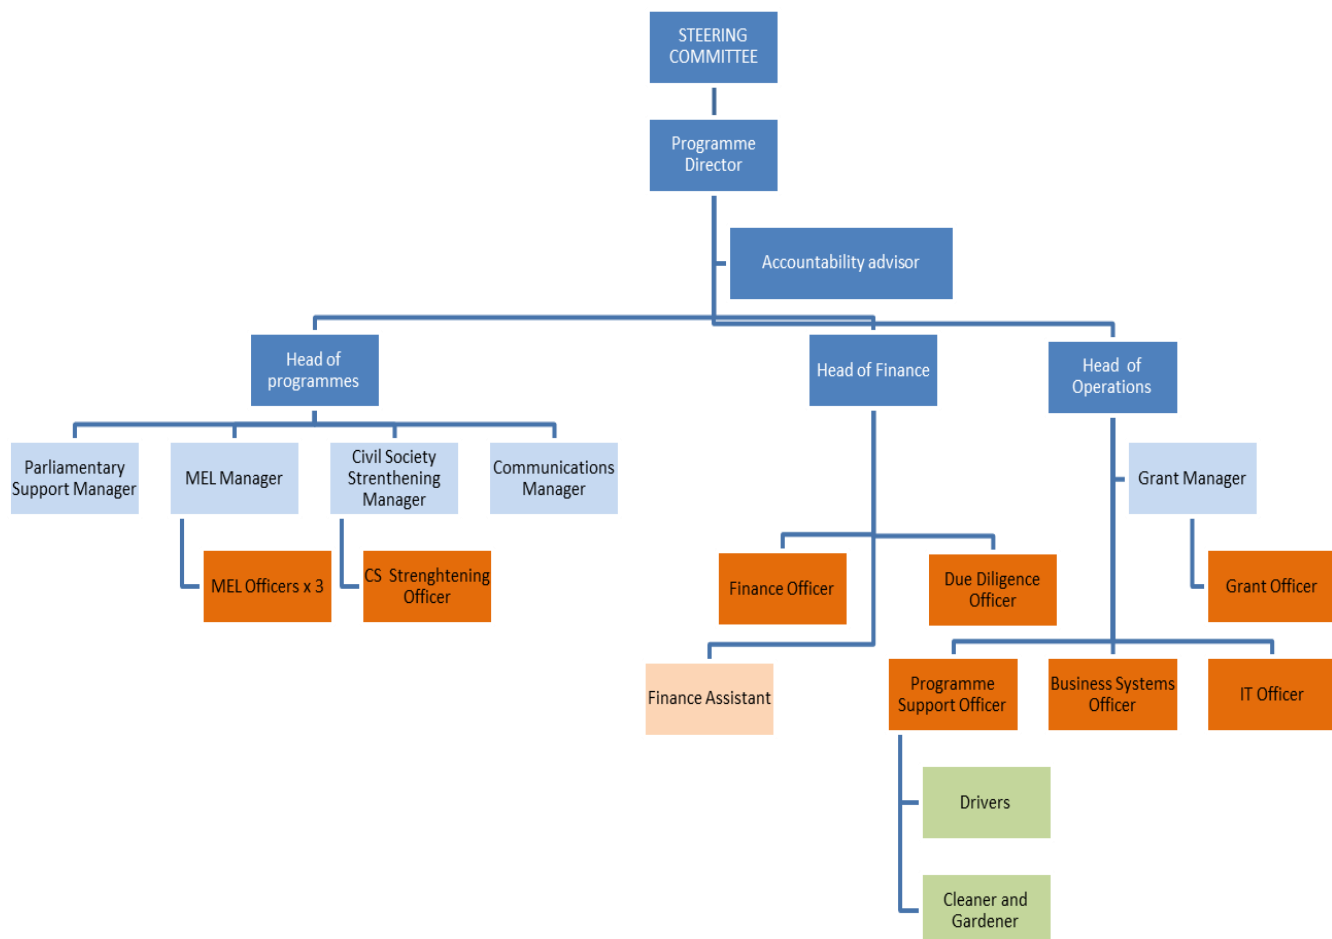 STEERING
COMMITTEE
Programme
Director
Accountability advisor
Head of
programmes
Head of Finance
Head of
Operations
Parliamentary
Support Manager
MEL Manager
Civil Society
Strenthening
Manager
Communications
Manager
Grant Manager
MEL Officers x 3
CS Strenghtening
Officer
Finance Officer
Due Diligence
Officer
Grant Officer
Finance Assistant
Programme
Support Officer
Business Systems
Officer
IT Officer
Drivers
Cleaner and
Gardener